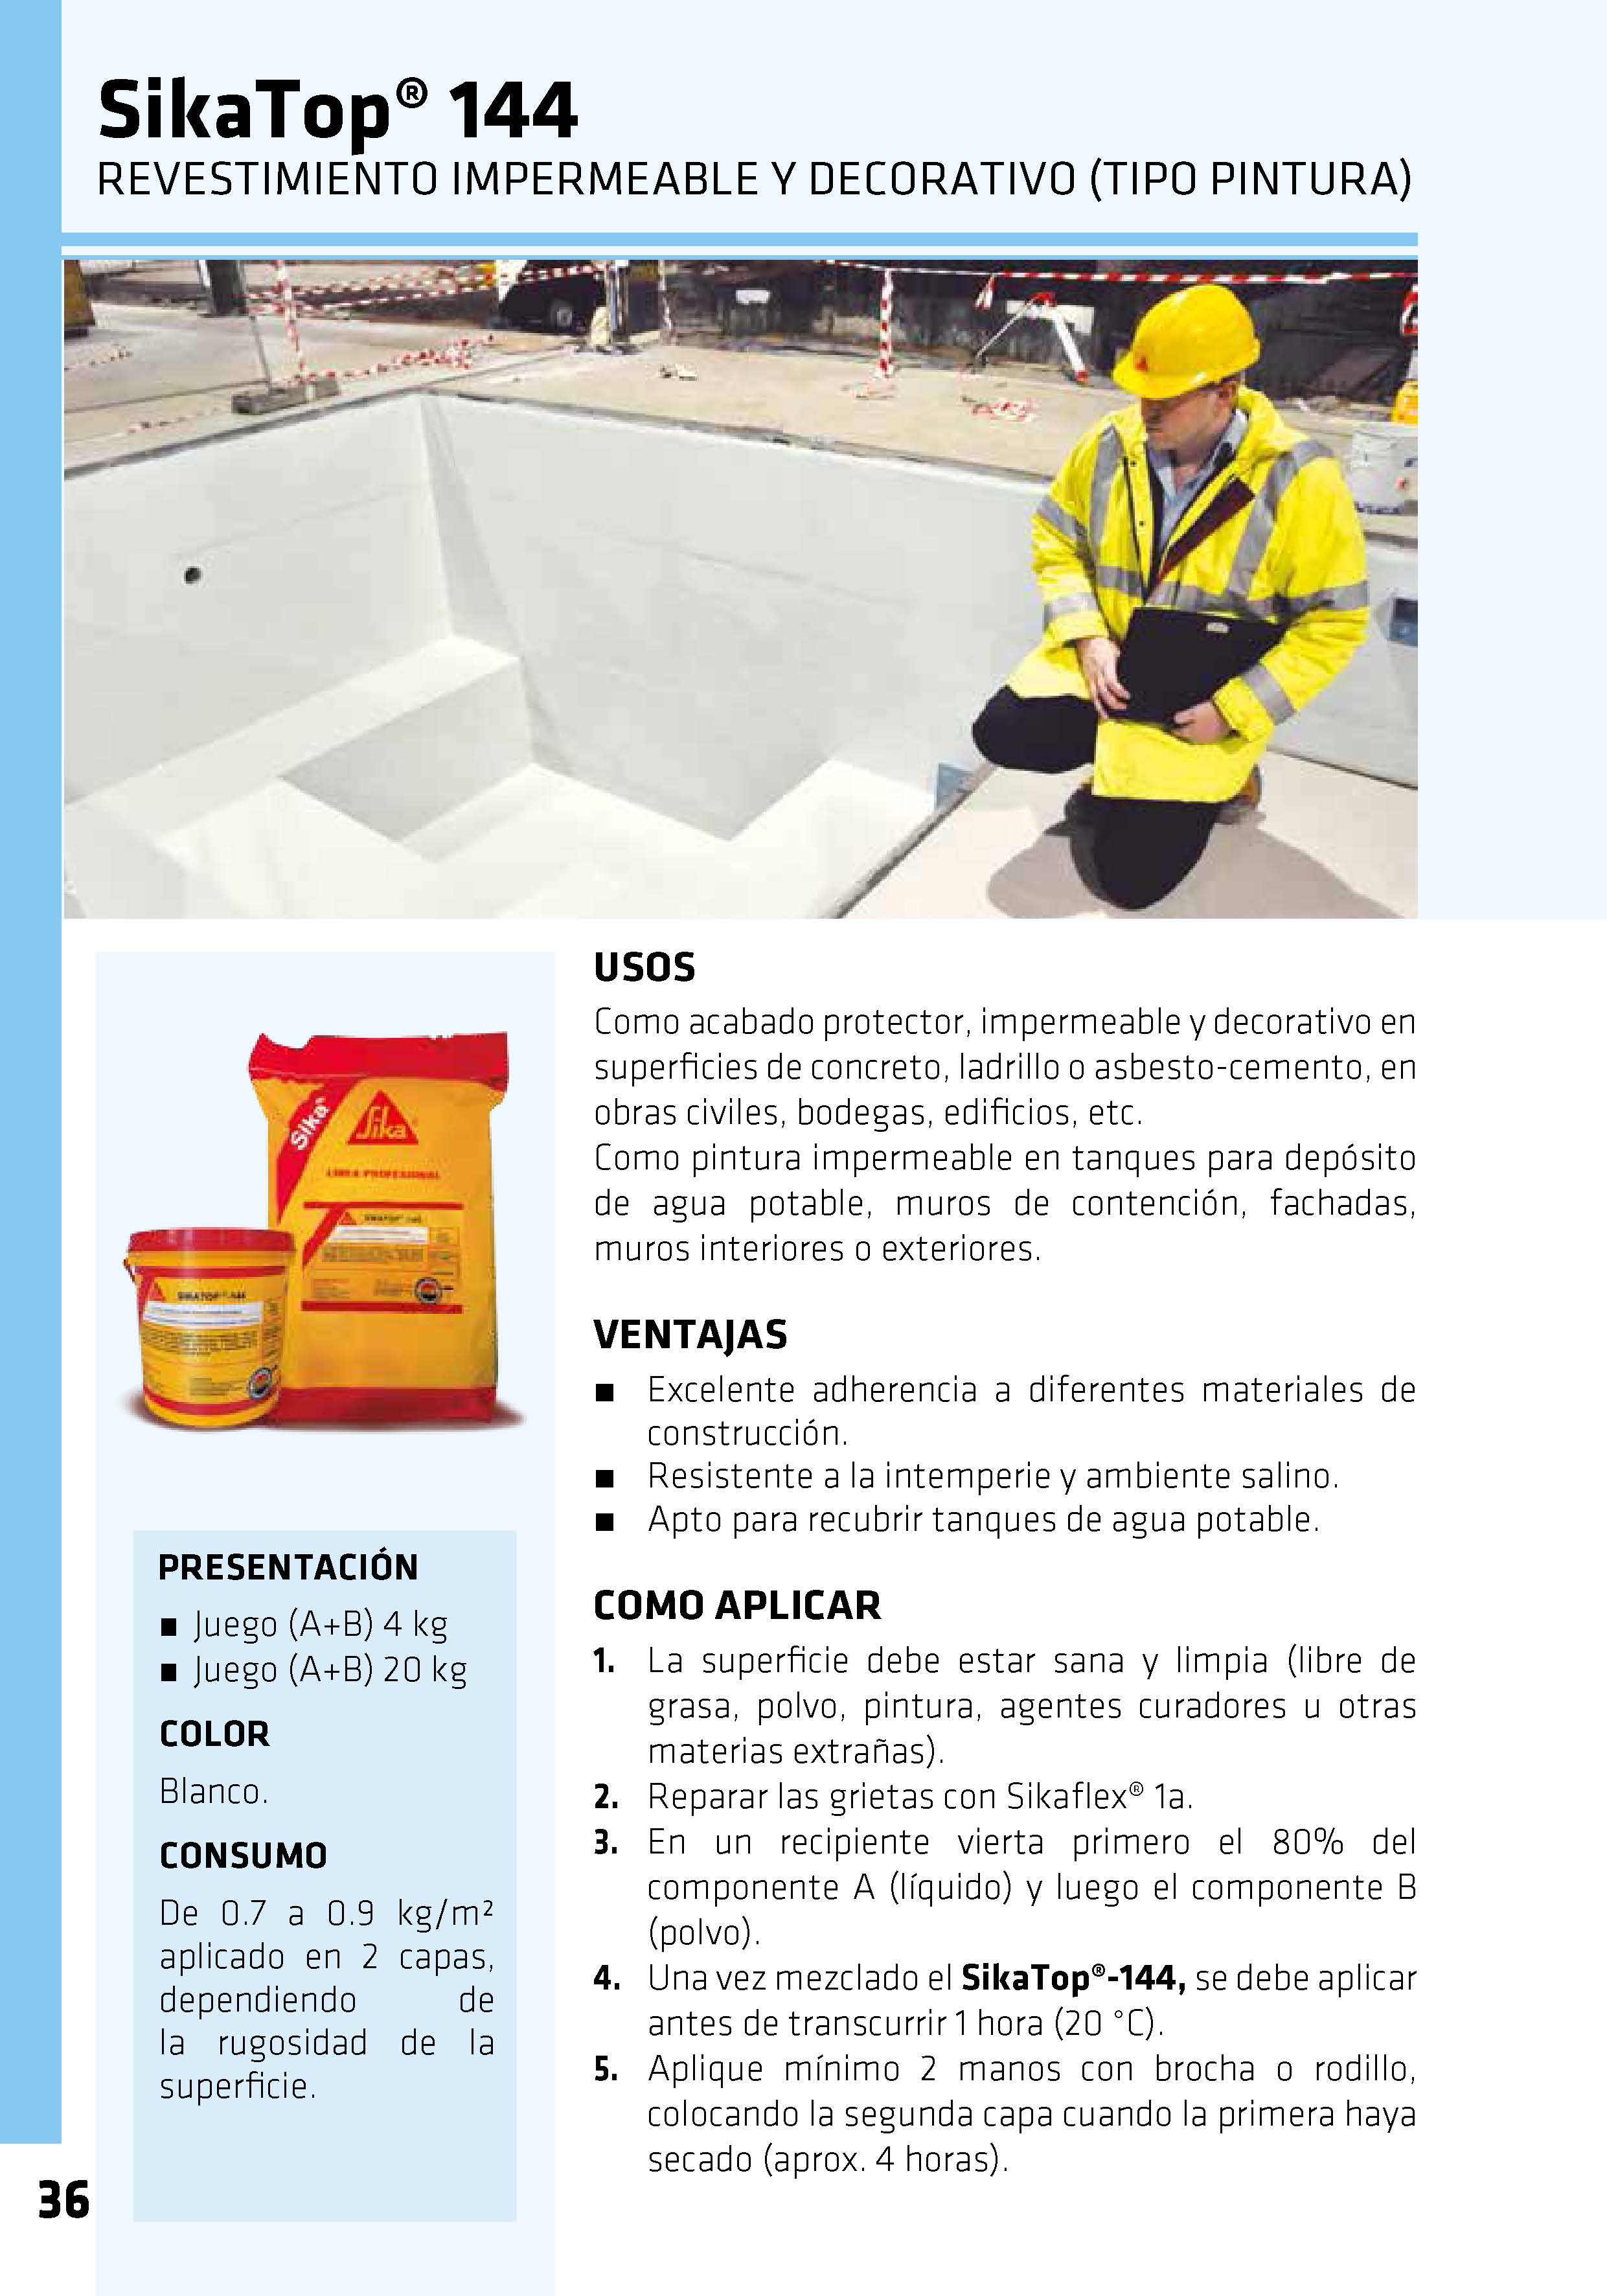 SikaTop® 144
REVESTIMIENTO IMPERMEABLE Y DECORATIVO (TIPO PINTURA)
Sika®
Sika
LINEA PROFESIONAL
SIKATOP®-144
PRESENTACIÓN
■ Juego (A+B) 4 kg
■ Juego (A+B) 20 kg
COLOR
Blanco.
CONSUMO
De 0.7 a 0.9 kg/m²
aplicado en 2 capas,
dependiendo de
la rugosidad de la
superficie.
36
USOS
Como acabado protector, impermeable y decorativo en
superficies de concreto, ladrillo o asbesto-cemento, en
obras civiles, bodegas, edificios, etc.
Como pintura impermeable en tanques para depósito
de agua potable, muros de contención, fachadas,
muros interiores o exteriores.
VENTAJAS
■ Excelente adherencia a diferentes materiales de
construcción.
■ Resistente a la intemperie y ambiente salino.
■ Apto para recubrir tanques de agua potable.
COMO APLICAR
1. La superficie debe estar sana y limpia (libre de
grasa, polvo, pintura, agentes curadores u otras
materias extrañas).
2. Reparar las grietas con Sikaflex® 1a.
3. En un recipiente vierta primero el 80% del
componente A (líquido) y luego el componente B
(polvo).
4. Una vez mezclado el SikaTop®-144, se debe aplicar
antes de transcurrir 1 hora (20 °C).
5. Aplique mínimo 2 manos con brocha o rodillo,
colocando la segunda capa cuando la primera haya
secado (aprox. 4 horas).